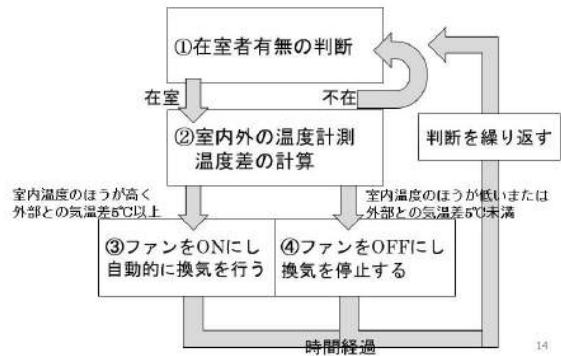 ①在室者有無の判断
在室
不在
②室内外の温度計測
温度差の計算
判断を繰り返す
室内温度のほうが高く
外部との気温差5℃以上
室内温度のほうが低いまたは
外部との気温差5℃未満
③ファンをONにし
自動的に換気を行う
④ファンをOFFにし
換気を停止する
時間経過
14